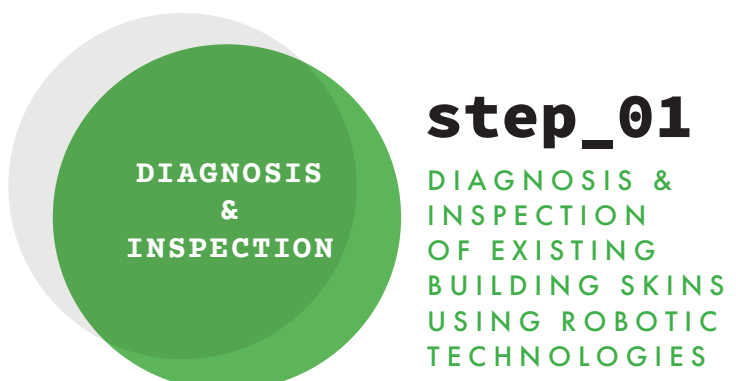 DIAGNOSIS
&
INSPECTION
step_01
DIAGNOSIS &
INSPECTION
OF EXISTING
BUILDING SKINS
USING ROBOTIC
TECHNOLOGIES